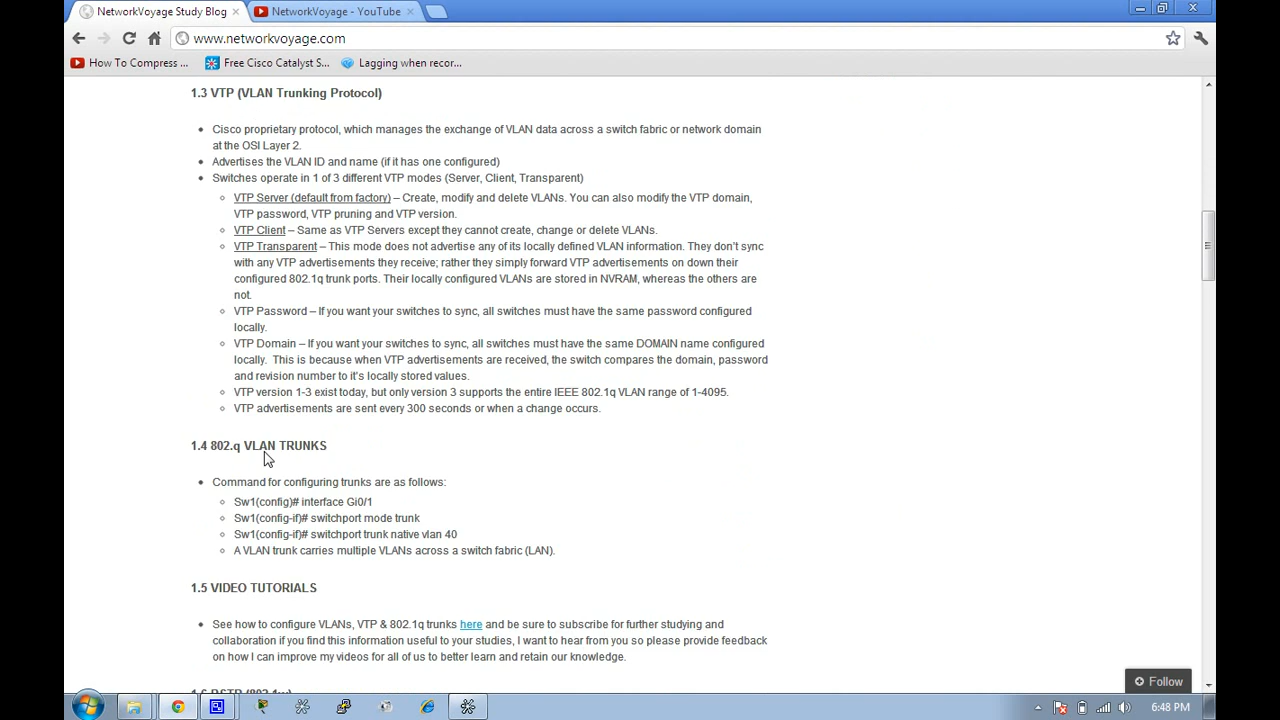 NetworkVoyage Study Blog
NetworkVoyage - YouTube
www.networkvoyage.com
How To Compress ...
Free Cisco Catalyst S...
Lagging when recor...
1.3 VTP (VLAN Trunking Protocol)
Cisco proprietary protocol, which manages the exchange of VLAN data across a switch fabric or network domain
at the OSI Layer 2.
Advertises the VLAN ID and name (if it has one configured)
Switches operate in 1 of 3 different VTP modes (Server, Client, Transparent)
VTP Server (default from factory) – Create, modify and delete VLANs. You can also modify the VTP domain,
VTP password, VTP pruning and VTP version.
VTP Client – Same as VTP Servers except they cannot create, change or delete VLANs.
VTP Transparent – This mode does not advertise any of its locally defined VLAN information. They don't sync
with any VTP advertisements they receive; rather they simply forward VTP advertisements on down their
configured 802.1q trunk ports. Their locally configured VLANs are stored in NVRAM, whereas the others are
not.
VTP Password – If you want your switches to sync, all switches must have the same password configured
locally.
VTP Domain – If you want your switches to sync, all switches must have the same DOMAIN name configured
locally. This is because when VTP advertisements are received, the switch compares the domain, password
and revision number to it's locally stored values.
VTP version 1-3 exist today, but only version 3 supports the entire IEEE 802.1q VLAN range of 1-4095.
VTP advertisements are sent every 300 seconds or when a change occurs.
1.4 802.q VLAN TRUNKS
Command for configuring trunks are as follows:
Sw1(config)# interface Gi0/1
Sw1(config-if)# switchport mode trunk
Sw1(config-if)# switchport trunk native vlan 40
A VLAN trunk carries multiple VLANs across a switch fabric (LAN).
1.5 VIDEO TUTORIALS
See how to configure VLANs, VTP & 802.1q trunks here and be sure to subscribe for further studying and
collaboration if you find this information useful to your studies, I want to hear from you so please provide feedback
on how I can improve my videos for all of us to better learn and retain our knowledge.
1.6 RSTP (802.1w)
Follow
6:48 PM